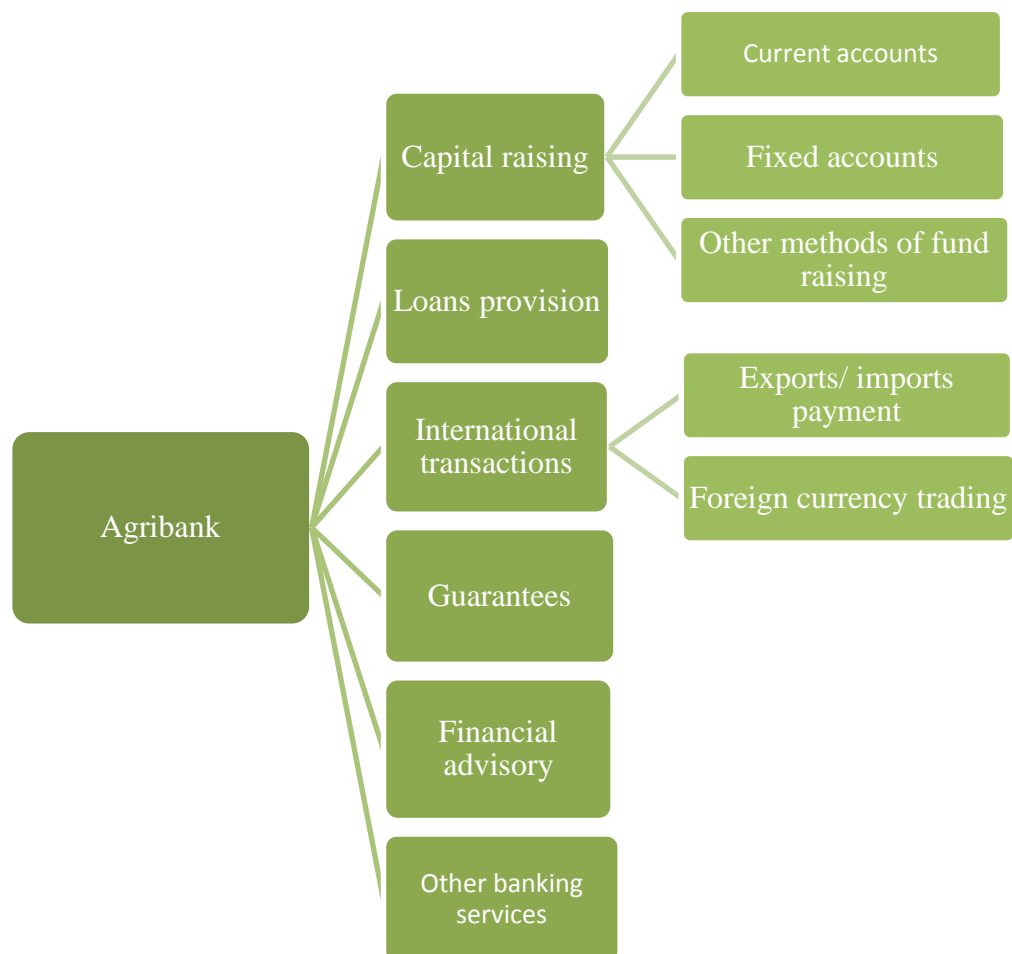 Agribank
Capital raising
Current accounts
Fixed accounts
Other methods of fund
raising
Loans provision
International
transactions
Exports/ imports
payment
Foreign currency trading
Guarantees
Financial
advisory
Other banking
services